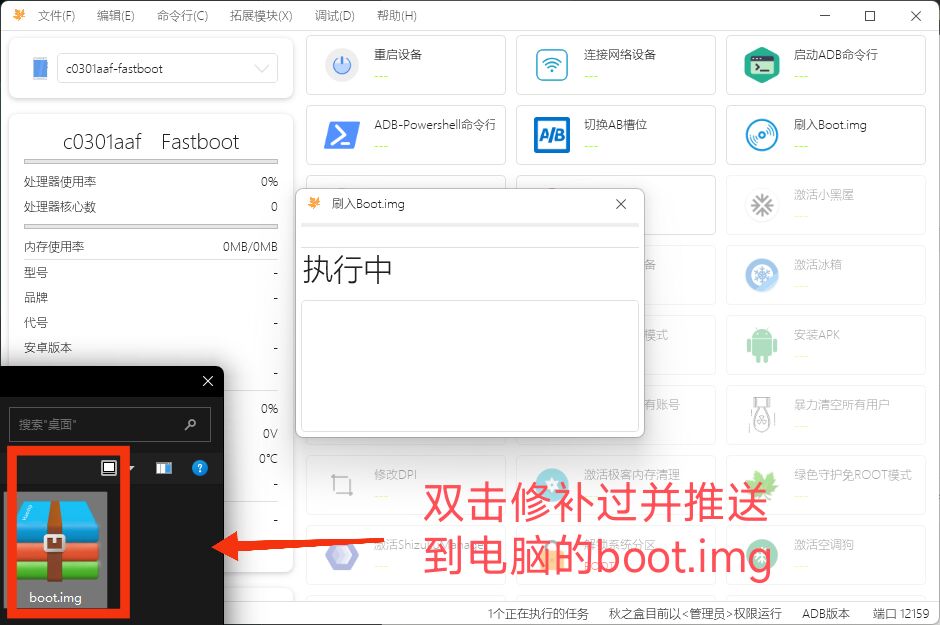 文件(F) 编辑(E) 命令行(C) 拓展模块(X) 调试(D) 帮助(H)
c0301aaf-fastboot
c0301aaf Fastboot
处理器使用率 0%
处理器核心数 0
内存使用率 0MB/0MB
型号 -
品牌 -
代号 -
安卓版本 -
-
0%
0V
0°C
-
-
重启设备
---
连接网络设备
---
启动ADB命令行
---
ADB-Powershell命令行
---
切换AB槽位
---
刷入Boot.img
---
激活小黑屋
---
备
激活冰箱
---
模式
安装APK
---
有账号
暴力清空所有用户
---
修改DPI
---
激活极客内存清理
---
绿色守护免ROOT模式
---
激活Shizuku Manager
---
解锁系统分区
ROOT
激活空调狗
---
刷入Boot.img
执行中
搜索"桌面"
boot.img
双击修补过并推送
到电脑的boot.img
1个正在执行的任务 秋之盒目前以<管理员>权限运行 ADB版本 端口 12159